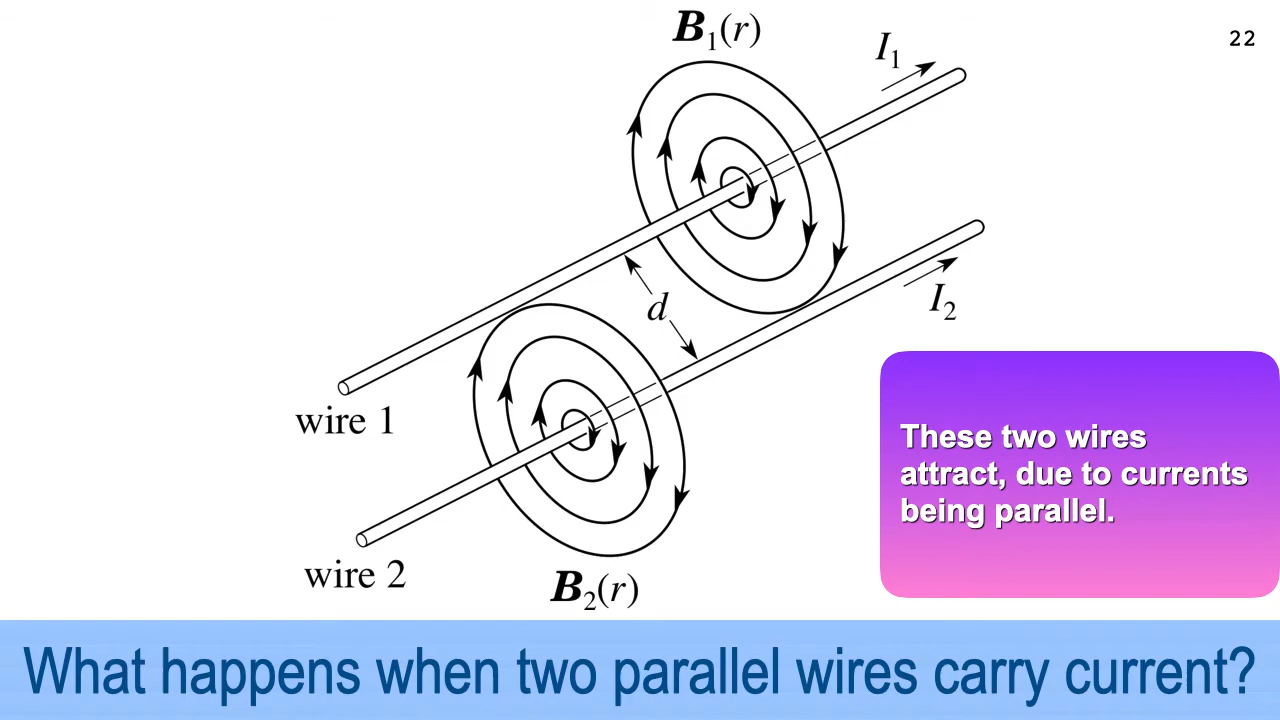 B₁(r)
I₁
22
d
I₂
wire 1
These two wires
attract, due to currents
being parallel.
wire 2
B₂(r)
What happens when two parallel wires carry current?